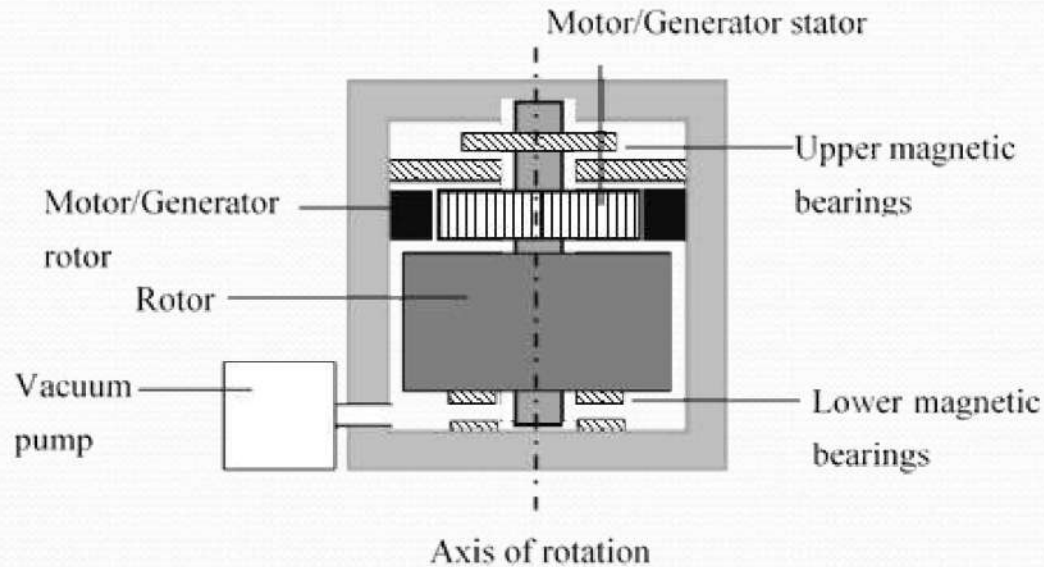 Motor/Generator stator
Upper magnetic
bearings
Motor/Generator
rotor
Rotor
Vacuum
pump
Lower magnetic
bearings
Axis of rotation